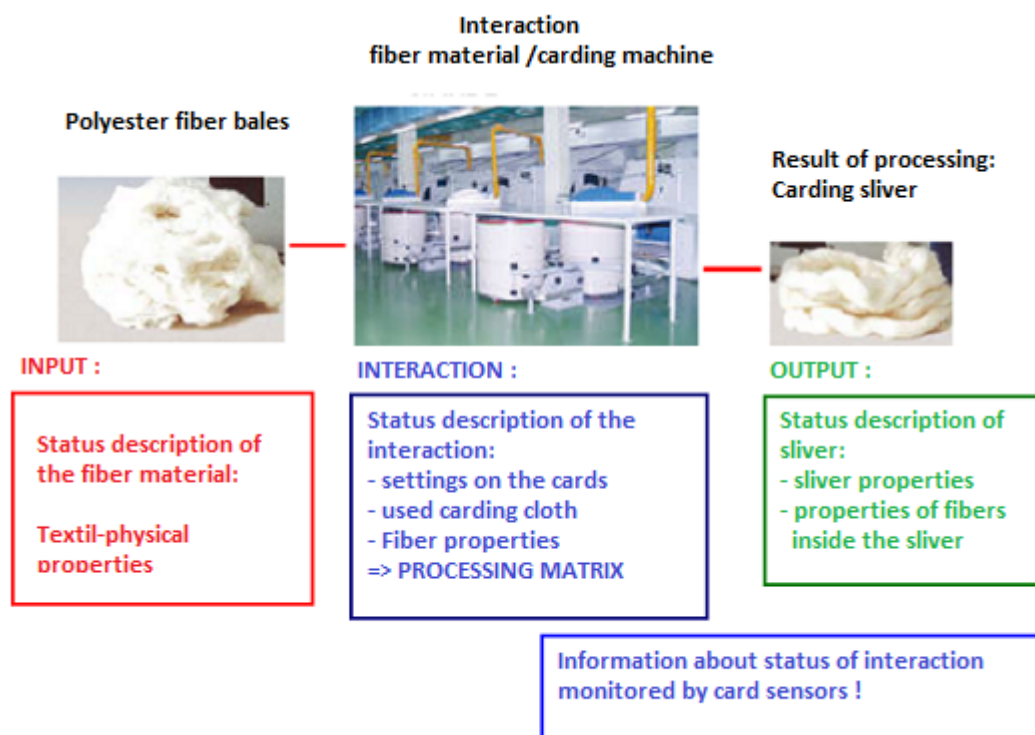 Interaction
fiber material /carding machine
Polyester fiber bales
Result of processing:
Carding sliver
INPUT :
Status description of
the fiber material:
Textil-physical
properties
INTERACTION :
Status description of the
interaction:
- settings on the cards
- used carding cloth
- Fiber properties
=> PROCESSING MATRIX
OUTPUT :
Status description of
sliver:
- sliver properties
- properties of fibers
inside the sliver
Information about status of interaction
monitored by card sensors !